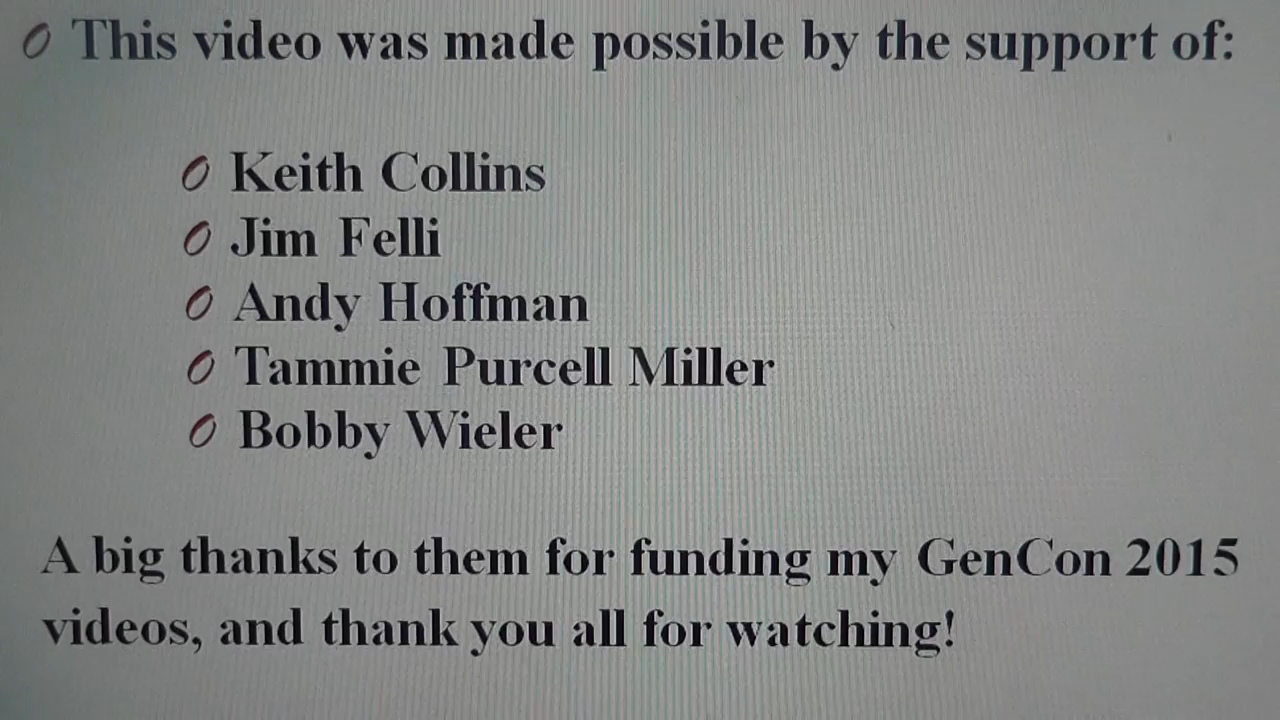 This video was made possible by the support of:
Keith Collins
Jim Felli
Andy Hoffman
Tammie Purcell Miller
Bobby Wieler
A big thanks to them for funding my GenCon 2015
videos, and thank you all for watching!